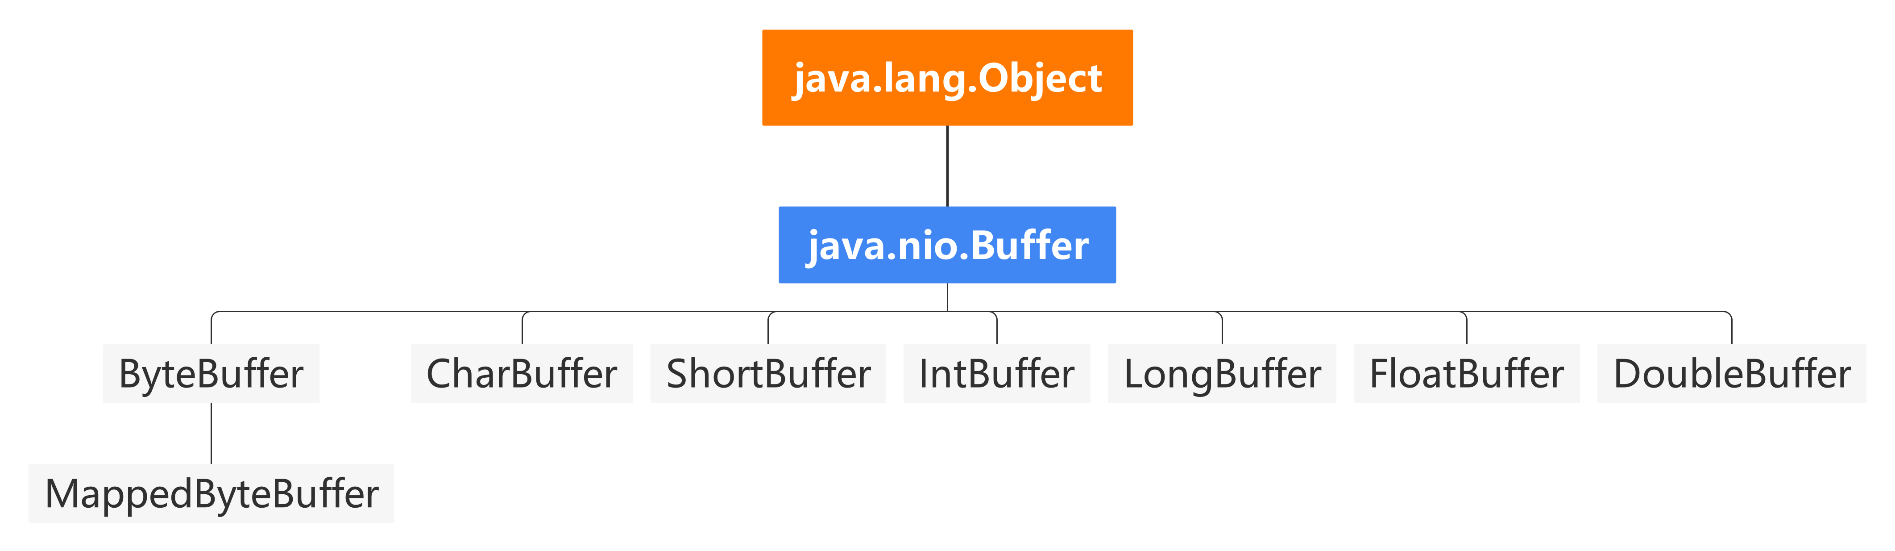 java.lang.Object
java.nio.Buffer
ByteBuffer
CharBuffer
ShortBuffer
IntBuffer
LongBuffer
FloatBuffer
DoubleBuffer
MappedByteBuffer